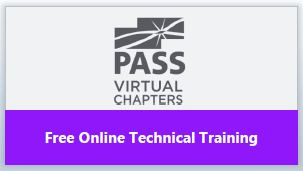 PASS
VIRTUAL
CHAPTERS
Free Online Technical Training